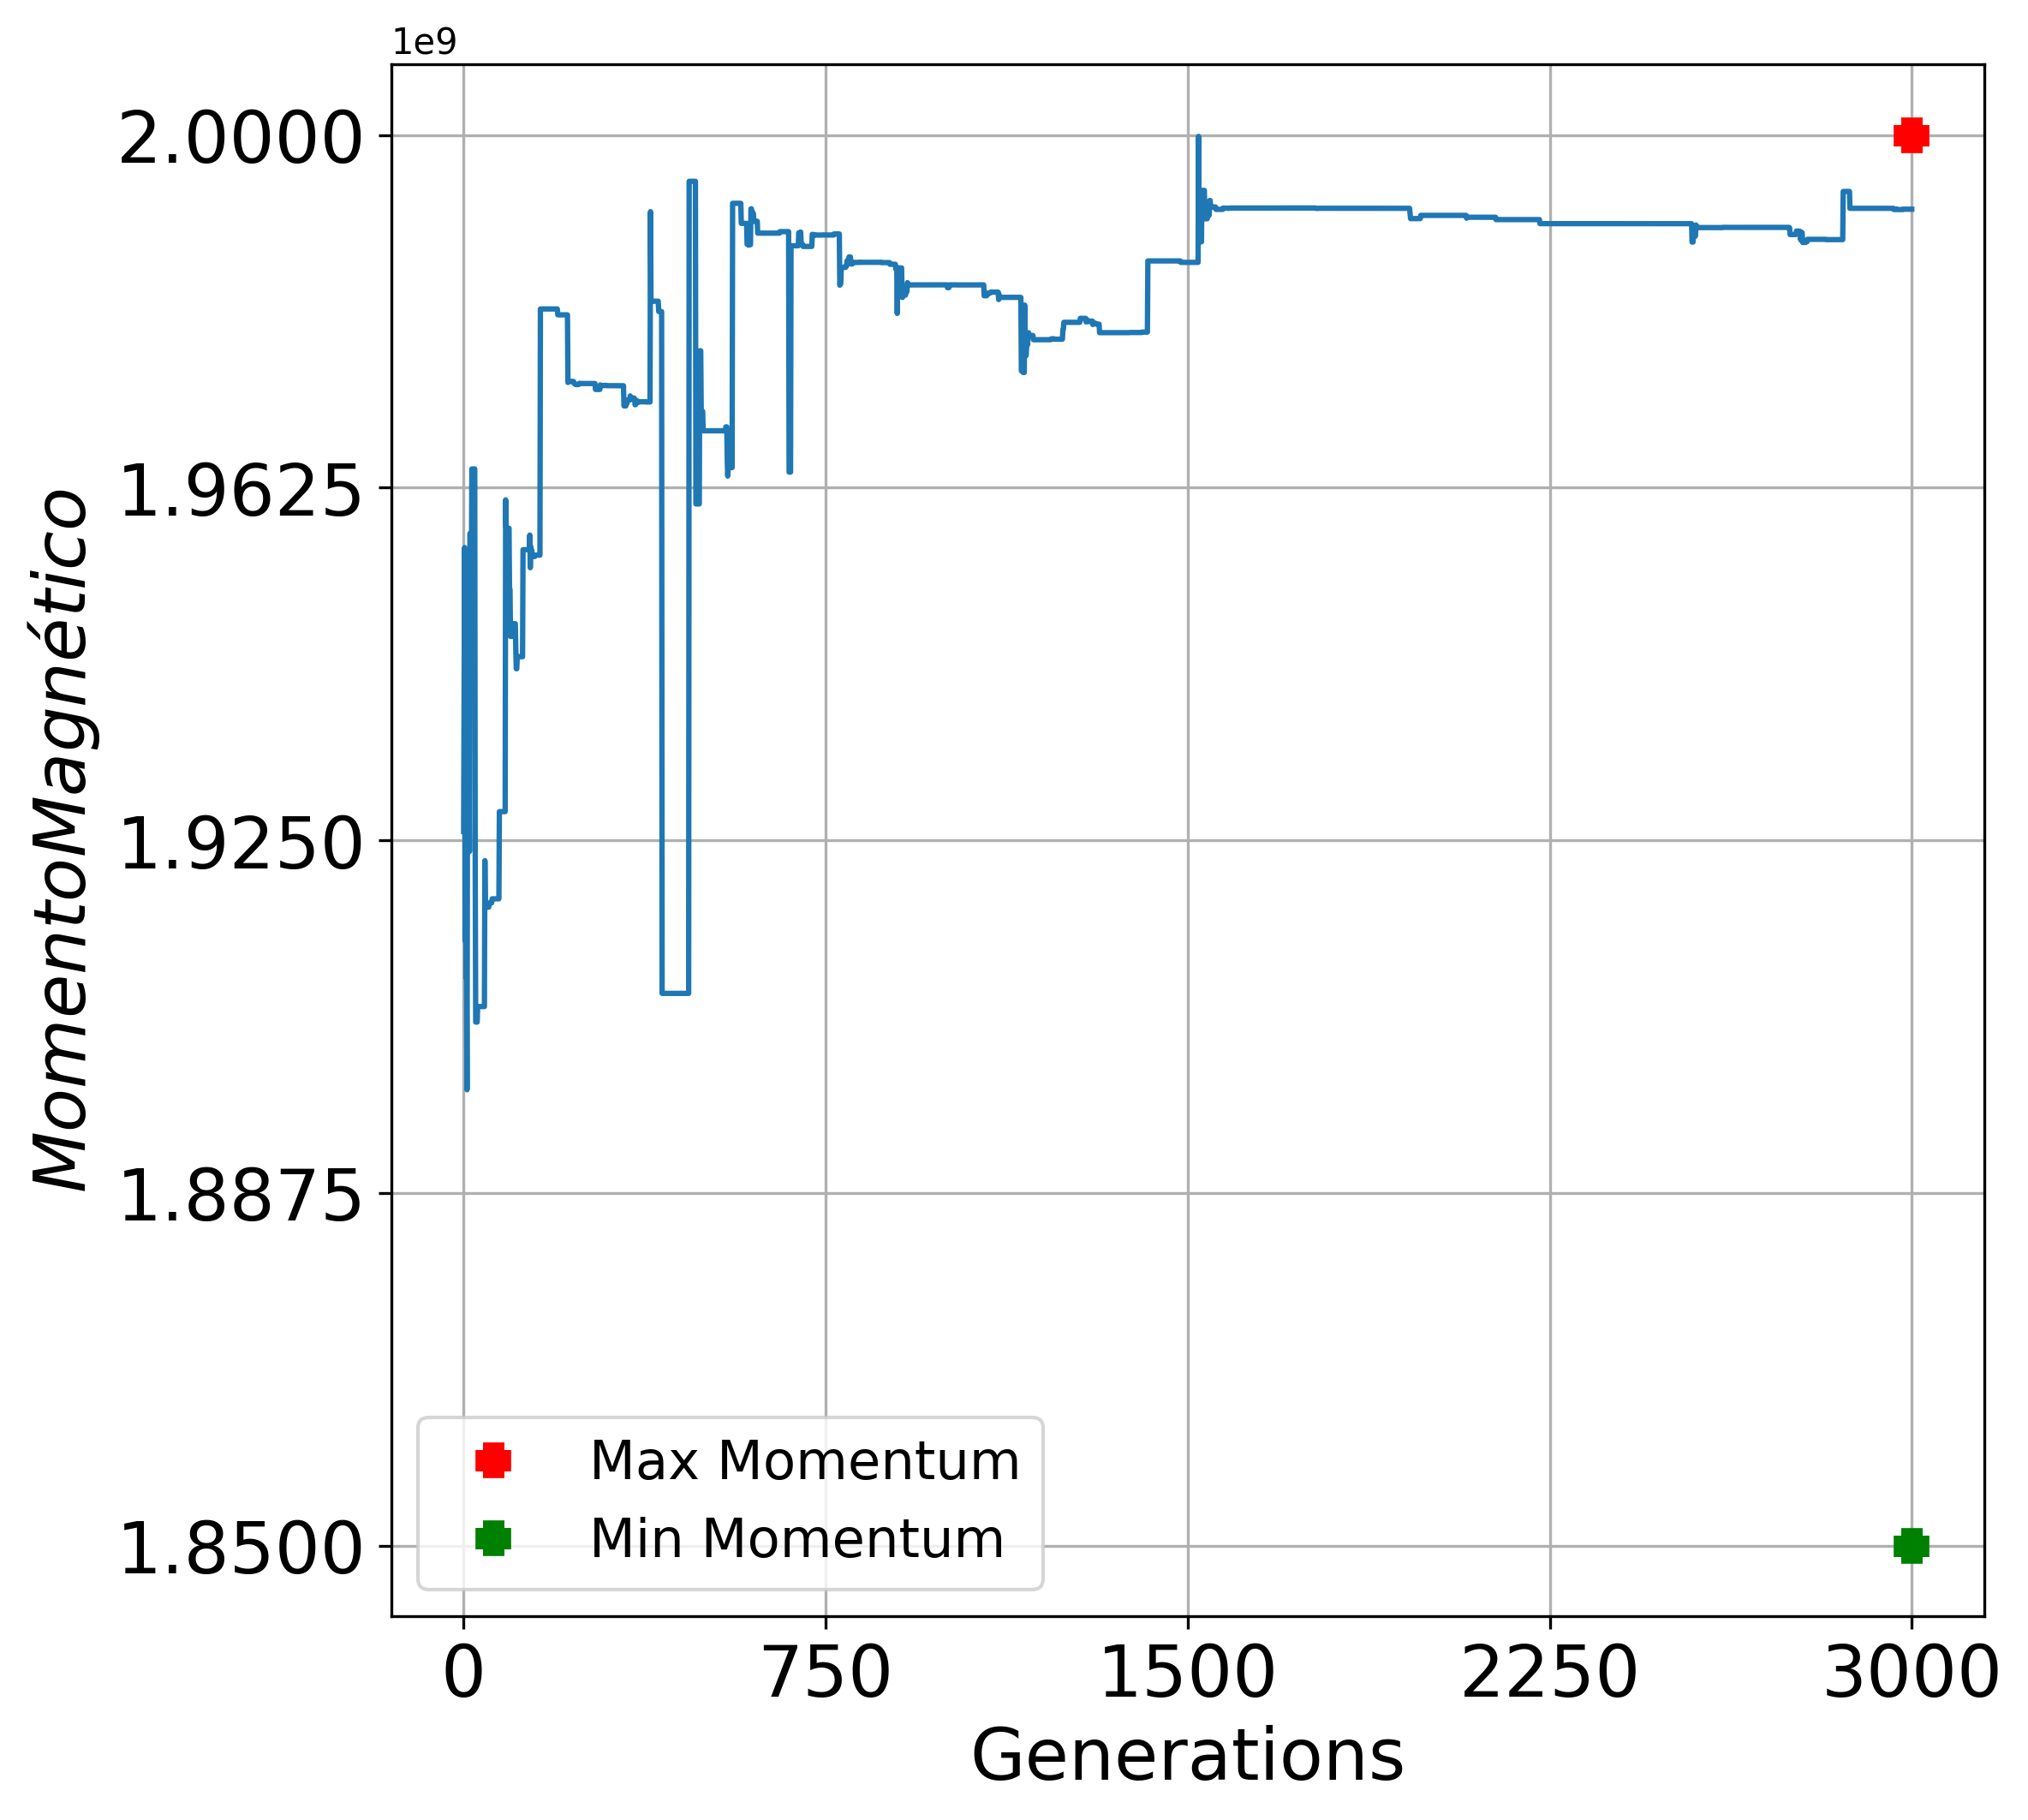 1e9
2.0000
1.9625
1.9250
1.8875
1.8500
MomentoMagnético
Max Momentum
Min Momentum
0 750 1500 2250 3000
Generations